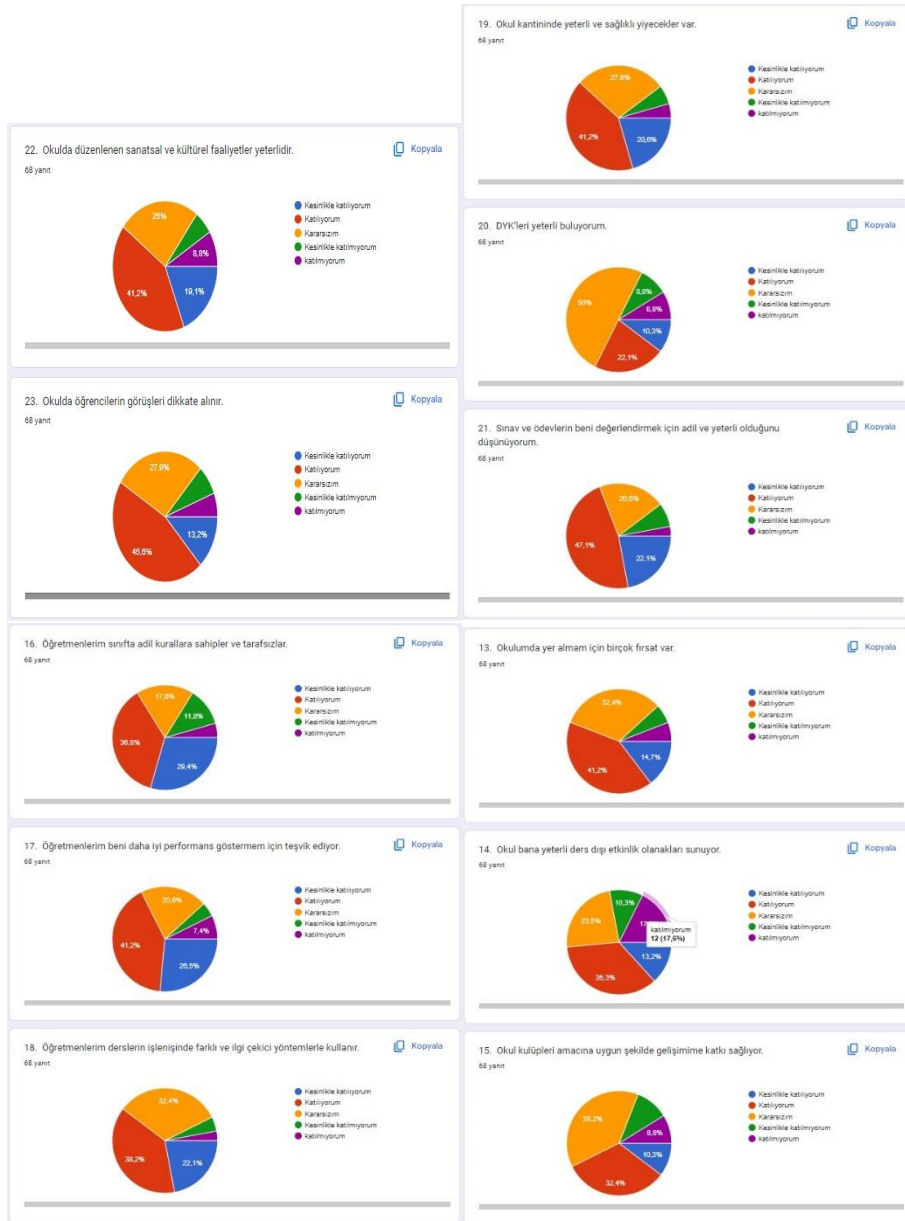 22. Okulda düzenlenen sanatsal ve kültürel faaliyetler yeterlidir.
Kopyala
68 yanıt
Kesinlikle katılıyorum
Katılıyorum
Kararsızım
Kesinlikle katılmıyorum
katılmıyorum
25%
8,8%
41,2%
19,1%
23. Okulda öğrencilerin görüşleri dikkate alınır.
Kopyala
68 yanıt
Kesinlikle katılıyorum
Katılıyorum
Kararsızım
Kesinlikle katılmıyorum
katılmıyorum
27,9%
13,2%
45,6%
16. Öğretmenlerim sınıfta adil kurallara sahipler ve tarafsızlar.
Kopyala
68 yanıt
Kesinlikle katılıyorum
Katılıyorum
Kararsızım
Kesinlikle katılmıyorum
katılmıyorum
17,6%
11,8%
36,8%
29,4%
17. Öğretmenlerim beni daha iyi performans göstermem için teşvik ediyor.
Kopyala
68 yanıt
Kesinlikle katılıyorum
Katılıyorum
Kararsızım
Kesinlikle katılmıyorum
katılmıyorum
20,6%
7,4%
41,2%
26,5%
18. Öğretmenlerim derslerin işlenişinde farklı ve ilgi çekici yöntemlerle kullanır.
Kopyala
68 yanıt
Kesinlikle katılıyorum
Katılıyorum
Kararsızım
Kesinlikle katılmıyorum
katılmıyorum
32,4%
38,2%
22,1%
19. Okul kantininde yeterli ve sağlıklı yiyecekler var.
Kopyala
68 yanıt
Kesinlikle katılıyorum
Katılıyorum
Kararsızım
Kesinlikle katılmıyorum
katılmıyorum
27,9%
41,2%
20,6%
20. DYK'leri yeterli buluyorum.
Kopyala
68 yanıt
Kesinlikle katılıyorum
Katılıyorum
Kararsızım
Kesinlikle katılmıyorum
katılmıyorum
50%
8,8%
8,8%
10,3%
22,1%
21. Sınav ve ödevlerin beni değerlendirmek için adil ve yeterli olduğunu
düşünüyorum.
Kopyala
68 yanıt
Kesinlikle katılıyorum
Katılıyorum
Kararsızım
Kesinlikle katılmıyorum
katılmıyorum
20,6%
47,1%
22,1%
13. Okulumda yer almam için birçok fırsat var.
Kopyala
68 yanıt
Kesinlikle katılıyorum
Katılıyorum
Kararsızım
Kesinlikle katılmıyorum
katılmıyorum
32,4%
14,7%
41,2%
14. Okul bana yeterli ders dışı etkinlik olanakları sunuyor.
Kopyala
68 yanıt
Kesinlikle katılıyorum
Katılıyorum
Kararsızım
Kesinlikle katılmıyorum
katılmıyorum
10,3%
23,5%
katılmıyorum
12 (17,6%)
13,2%
35,3%
15. Okul kulüpleri amacına uygun şekilde gelişimime katkı sağlıyor.
Kopyala
68 yanıt
Kesinlikle katılıyorum
Katılıyorum
Kararsızım
Kesinlikle katılmıyorum
katılmıyorum
38,2%
8,8%
10,3%
32,4%